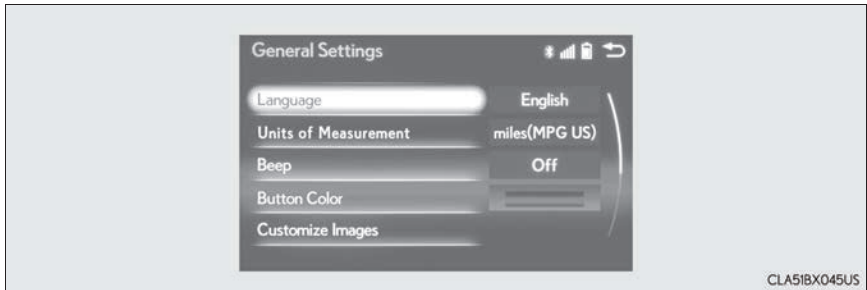 General Settings
Language English
Units of Measurement miles(MPG US)
Beep Off
Button Color
Customize Images
CLA51BX045US